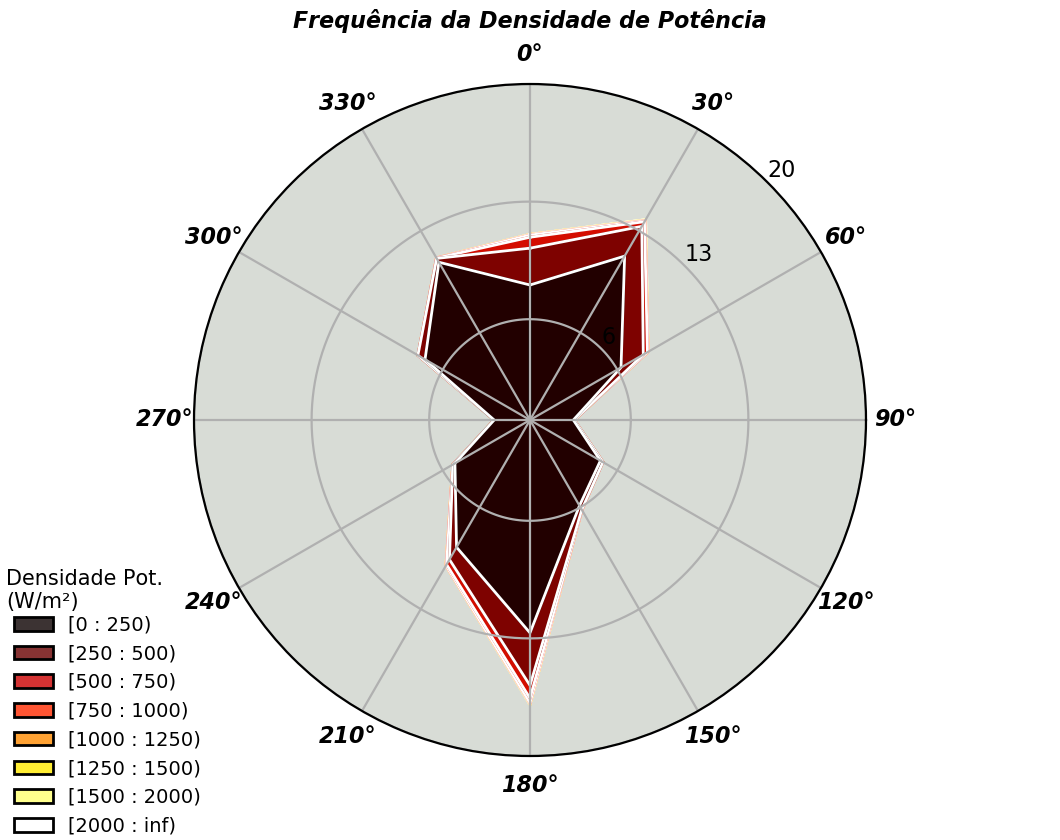 Frequência da Densidade de Potência
0°
330°
30°
20
300°
60°
13
6
270°
90°
Densidade Pot.
(W/m²)
240°
120°
[0 : 250)
[250 : 500)
[500 : 750)
[750 : 1000)
[1000 : 1250)
[1250 : 1500)
[1500 : 2000)
[2000 : inf)
210°
150°
180°